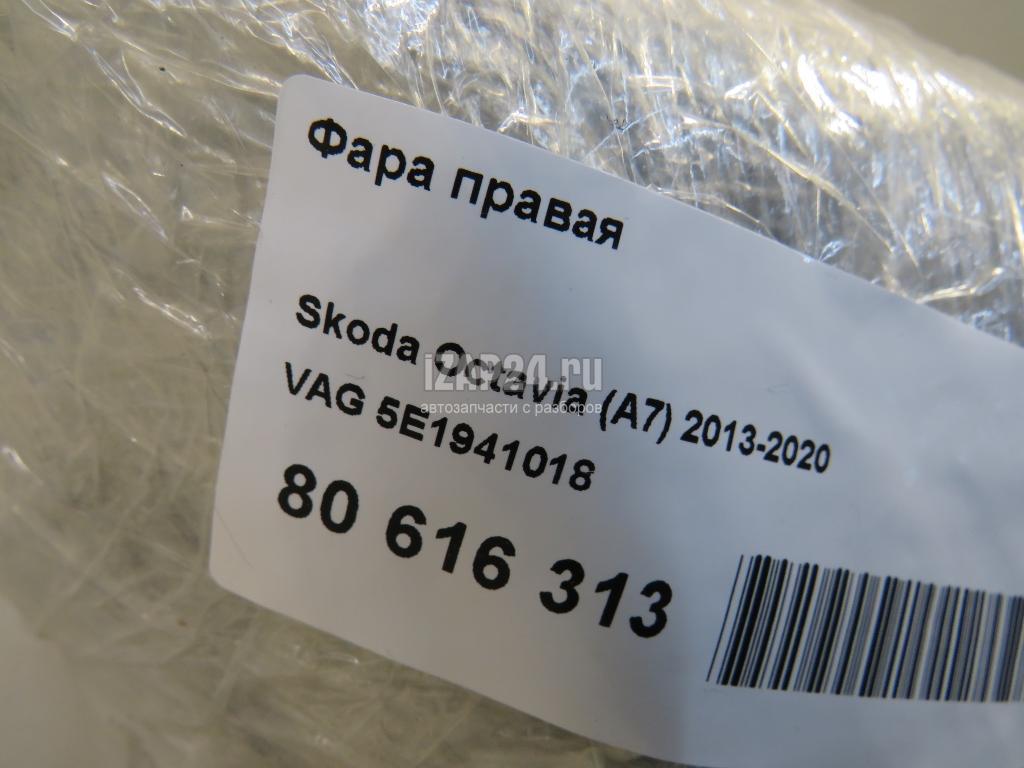 Фара правая
Skoda Octavia (A7) 2013-2020
VAG 5E1941018
80 616 313
izap24.ru
автозапчасти с разборов